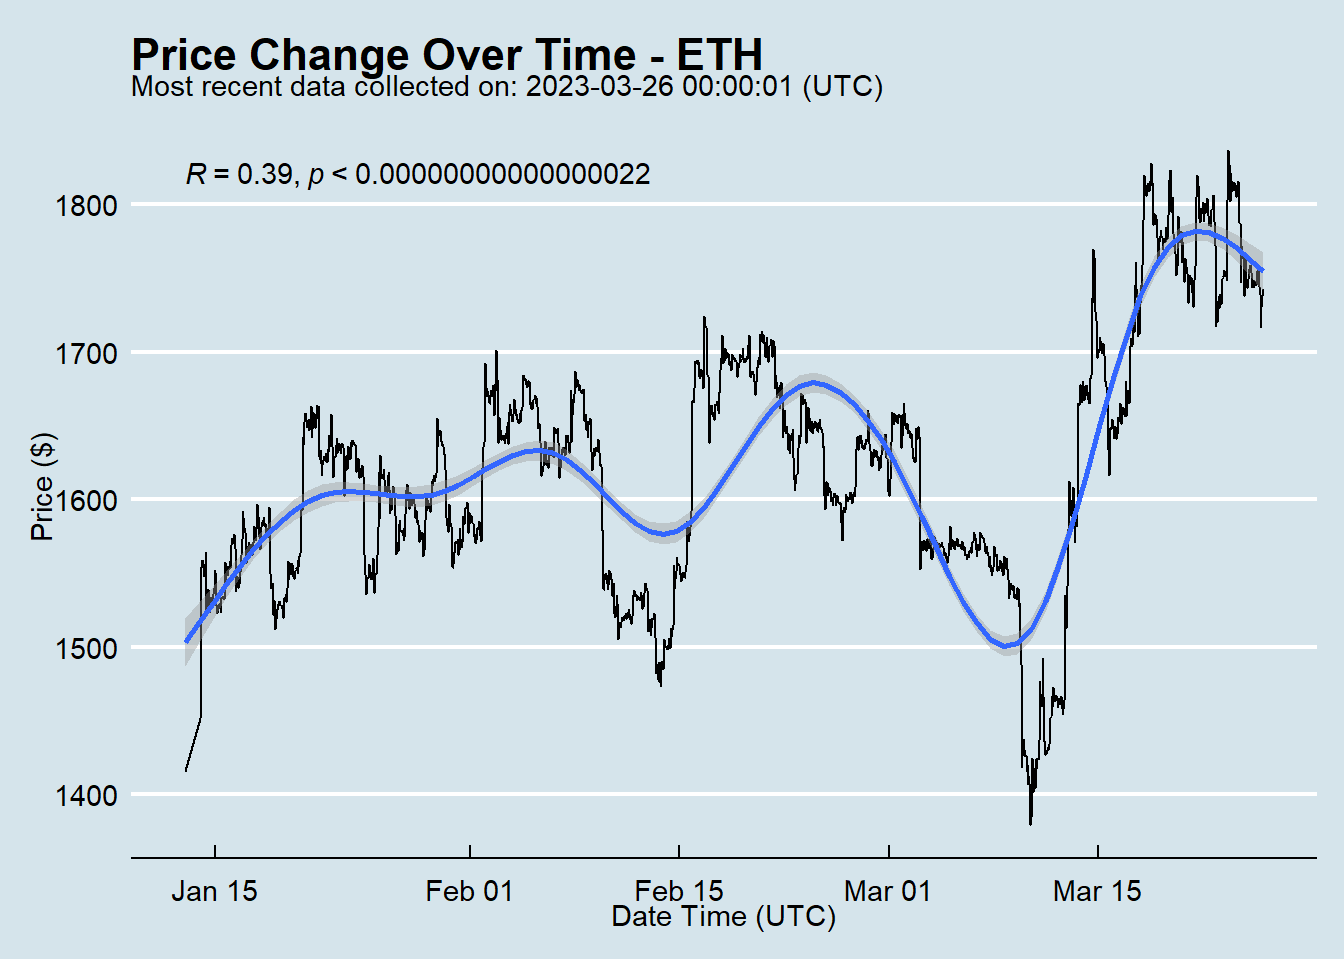 Price Change Over Time - ETH
Most recent data collected on: 2023-03-26 00:00:01 (UTC)
R = 0.39, p < 0.00000000000000022
1800
1700
1600
1500
1400
Price ($)
Jan 15
Feb 01
Feb 15
Mar 01
Mar 15
Date Time (UTC)